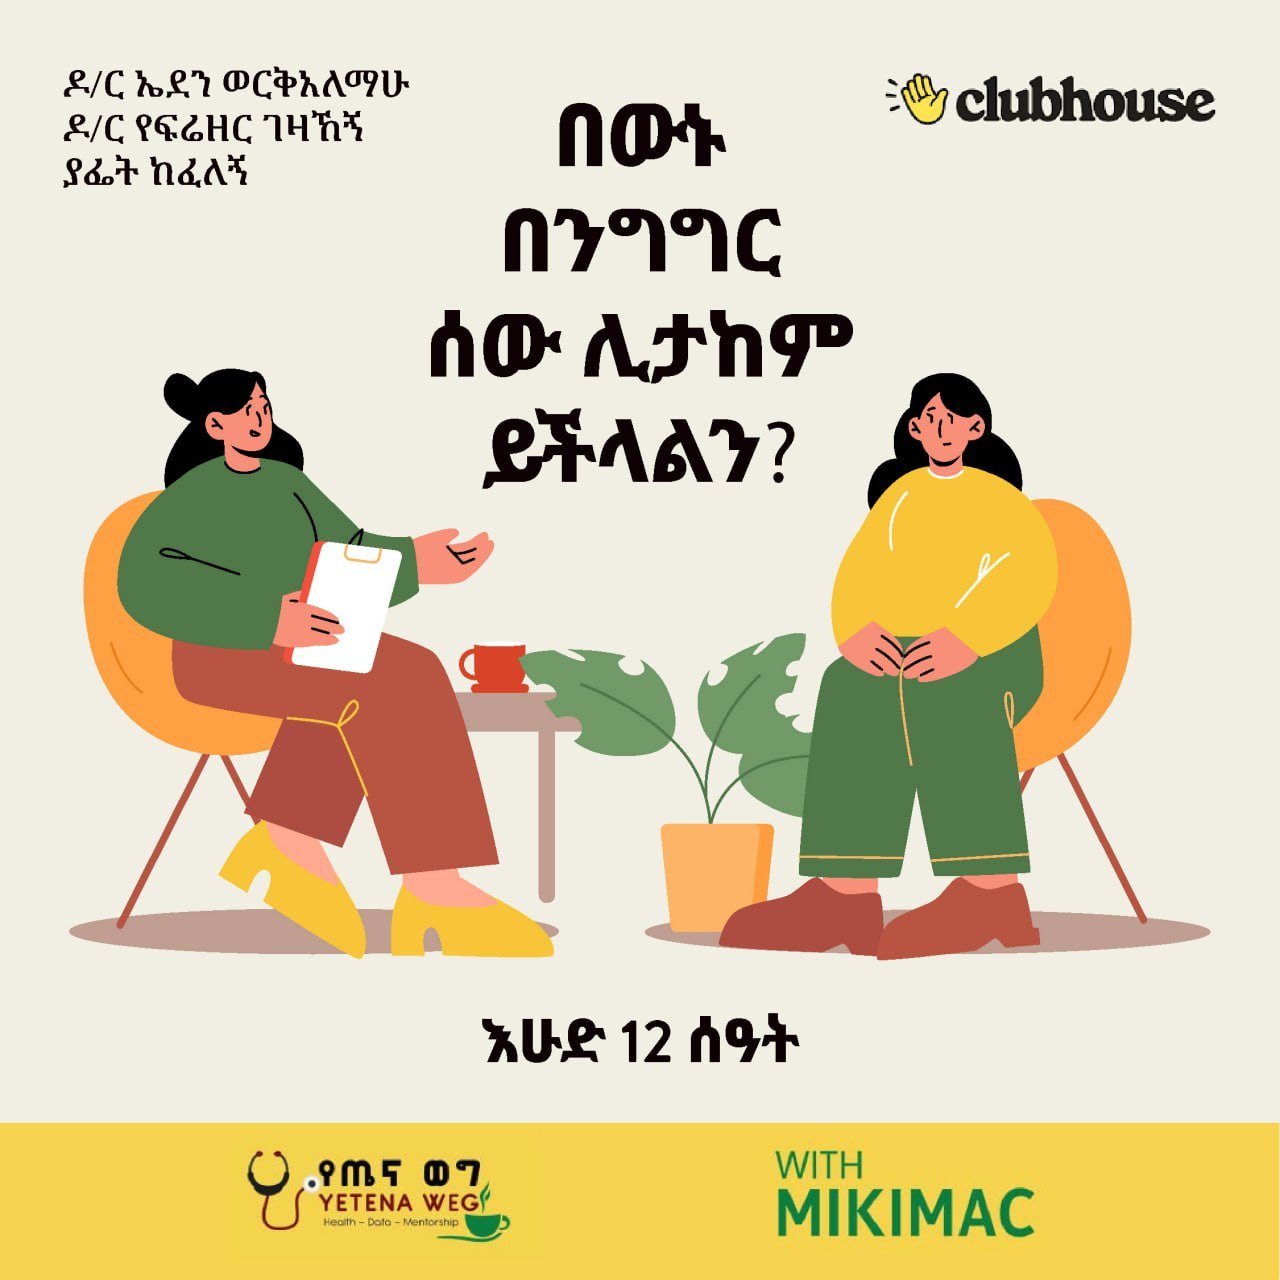 ዶ/ር ኤደን ወርቅአለማሁ
ዶ/ር የፍሬዘር ገዛኸኝ
ያፌት ከፈለኝ
clubhouse
በውኑ
በንግግር
ሰው ሊታከም
ይችላልን?
እሁድ 12 ሰዓት
የጤና ወግ
YETENA WEG
Health – Data – Mentorship
WITH
MIKIMAC